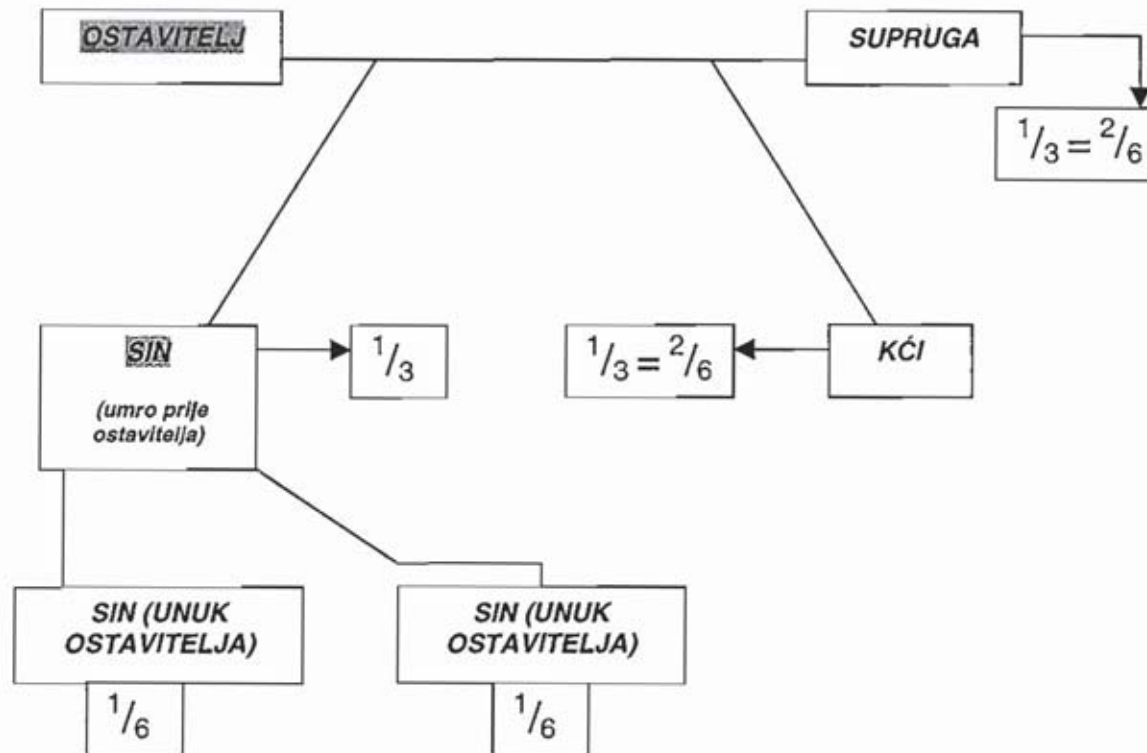 OSTAVITELJ
SUPRUGA
1/3 = 2/6
SIN
(umro prije
ostavitelja)
1/3
1/3 = 2/6
KĆI
SIN (UNUK
OSTAVITELJA)
1/6
SIN (UNUK
OSTAVITELJA)
1/6